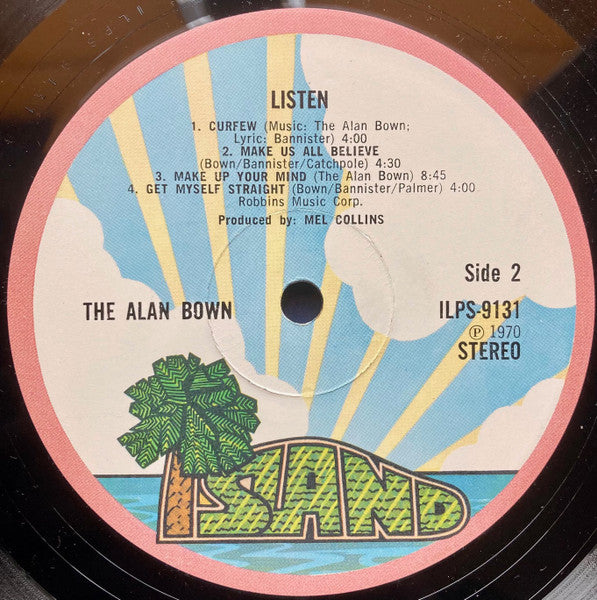 LISTEN
1. CURFEW (Music: The Alan Bown;
Lyric: Bannister) 4:00
2. MAKE US ALL BELIEVE
(Bown/Bannister/Catchpole) 4:30
3. MAKE UP YOUR MIND (The Alan Bown) 8:45
4. GET MYSELF STRAIGHT (Bown/Bannister/Palmer) 4:00
Robbins Music Corp.
Produced by: MEL COLLINS
Side 2
THE ALAN BOWN
ILPS-9131
Ⓟ 1970
STEREO
ISLAND